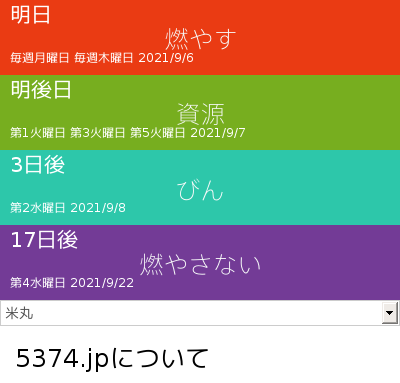 明日
燃やす
毎週月曜日 毎週木曜日 2021/9/6
明後日
資源
第1火曜日 第3火曜日 第5火曜日 2021/9/7
3日後
びん
第2水曜日 2021/9/8
17日後
燃やさない
第4水曜日 2021/9/22
米丸
5374.jpについて